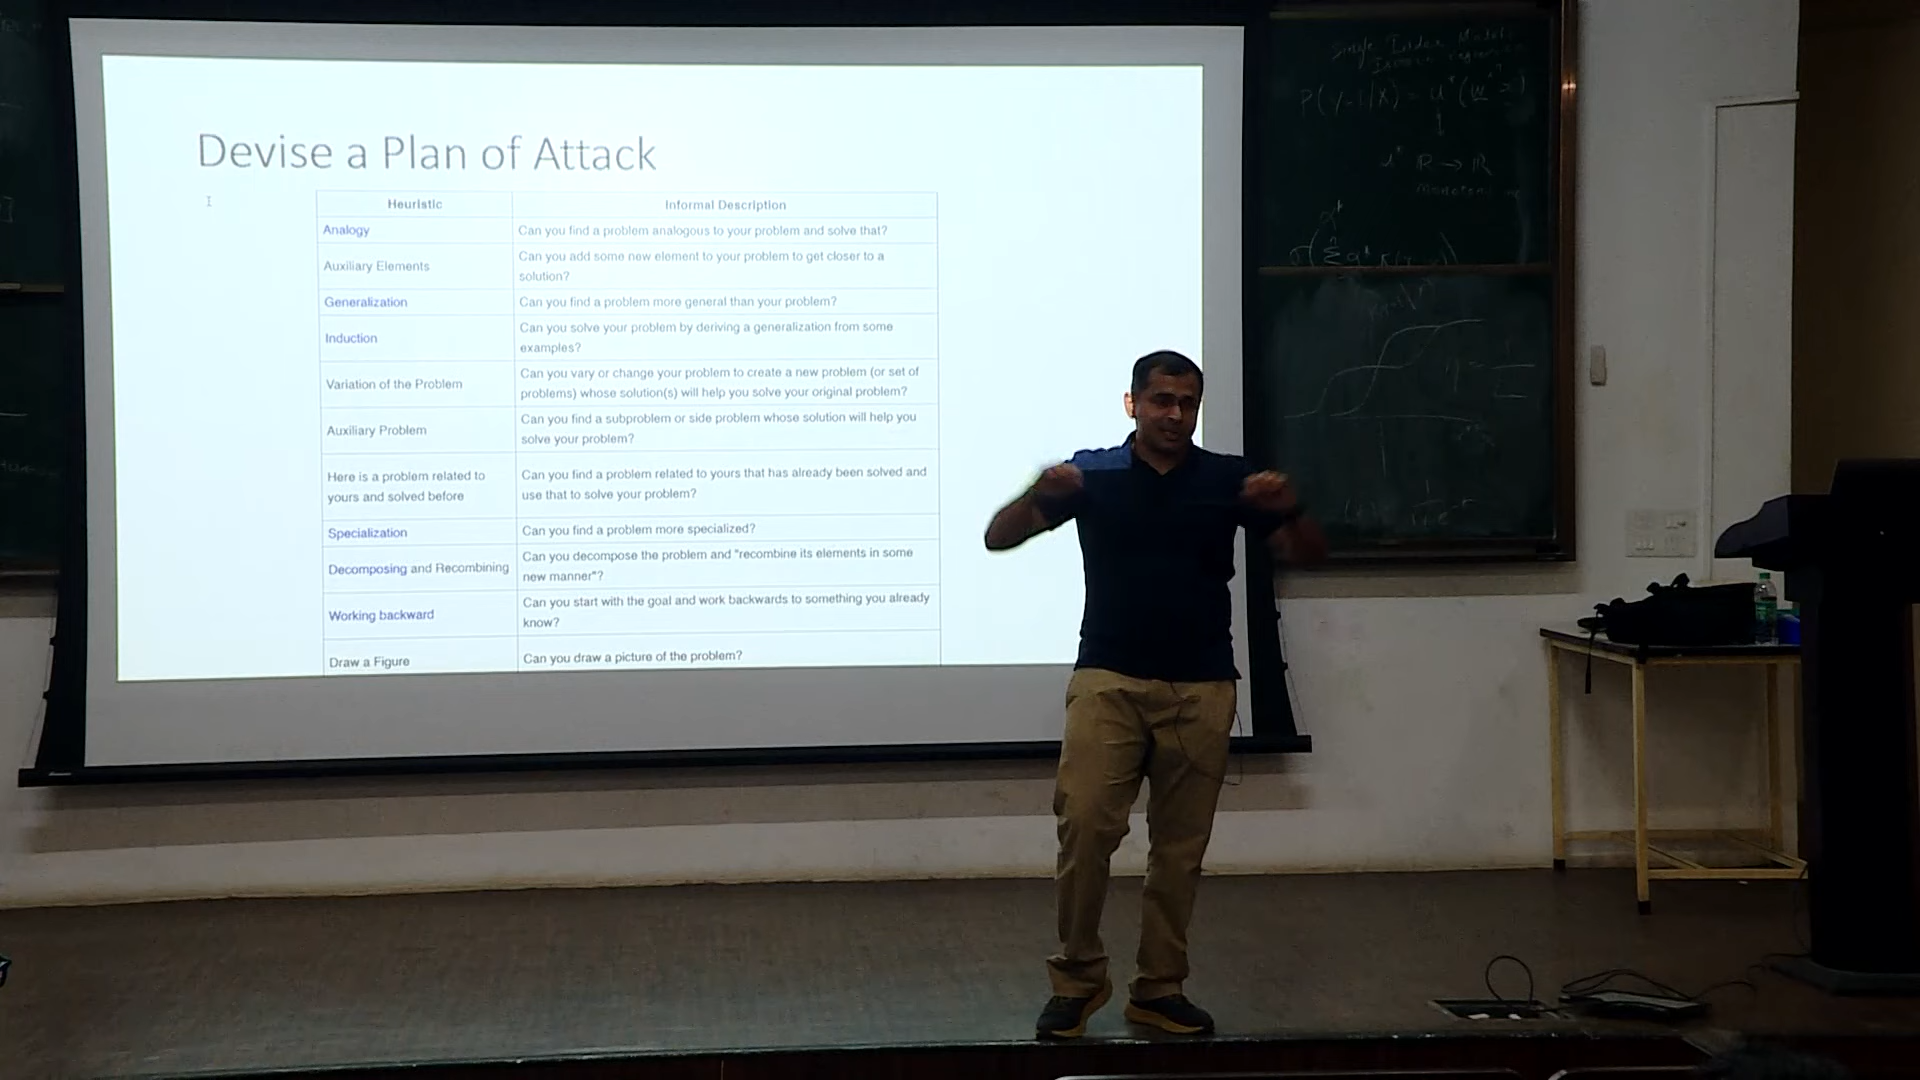 Devise a Plan of Attack
Heuristic
Informal Description
Analogy
Can you find a problem analogous to your problem and solve that?
Auxiliary Elements
Can you add some new element to your problem to get closer to a
solution?
Generalization
Can you find a problem more general than your problem?
Induction
Can you solve your problem by deriving a generalization from some
examples?
Variation of the Problem
Can you vary or change your problem to create a new problem (or set of
problems) whose solution(s) will help you solve your original problem?
Auxiliary Problem
Can you find a subproblem or side problem whose solution will help you
solve your problem?
Here is a problem related to
yours and solved before
Can you find a problem related to yours that has already been solved and
use that to solve your problem?
Specialization
Can you find a problem more specialized?
Decomposing and Recombining
Can you decompose the problem and "recombine its elements in some
new manner"?
Working backward
Can you start with the goal and work backwards to something you already
know?
Draw a Figure
Can you draw a picture of the problem?
Index
ℝ → ℝ